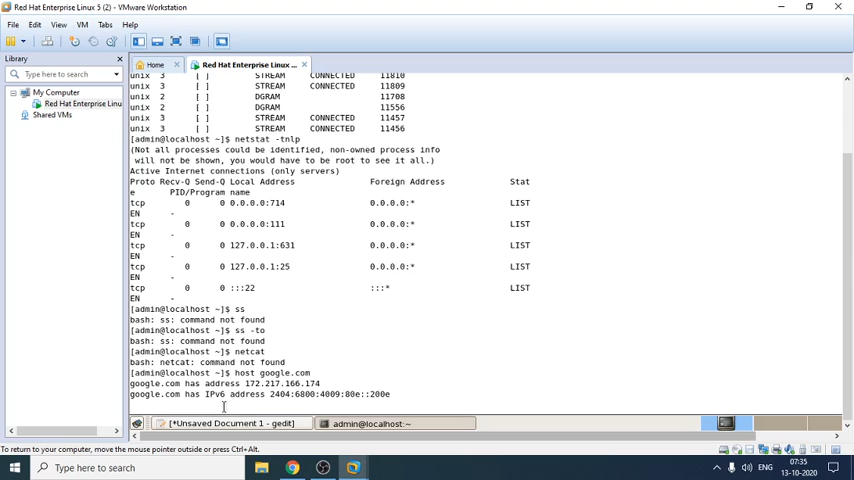 Red Hat Enterprise Linux 5 (2) - VMware Workstation
File Edit View VM Tabs Help
Library
Type here to search
My Computer
Red Hat Enterprise Linu
Shared VMs
Home
Red Hat Enterprise Linux ...
unix 3 [ ] STREAM CONNECTED 11810
unix 3 [ ] STREAM CONNECTED 11809
unix 2 [ ] DGRAM 11708
unix 2 [ ] DGRAM 11556
unix 3 [ ] STREAM CONNECTED 11457
unix 3 [ ] STREAM CONNECTED 11456
[admin@localhost ~]$ netstat -tnlp
(Not all processes could be identified, non-owned process info
will not be shown, you would have to be root to see it all.)
Active Internet connections (only servers)
Proto Recv-Q Send-Q Local Address Foreign Address Stat
e PID/Program name
tcp 0 0 0.0.0.0:714 0.0.0.0:* LIST
EN -
tcp 0 0 0.0.0.0:111 0.0.0.0:* LIST
EN -
tcp 0 0 127.0.0.1:631 0.0.0.0:* LIST
EN -
tcp 0 0 127.0.0.1:25 0.0.0.0:* LIST
EN -
tcp 0 0 :::22 :::* LIST
EN -
[admin@localhost ~]$ ss
bash: ss: command not found
[admin@localhost ~]$ ss -to
bash: ss: command not found
[admin@localhost ~]$ netcat
bash: netcat: command not found
[admin@localhost ~]$ host google.com
google.com has address 172.217.166.174
google.com has IPv6 address 2404:6800:4009:80e::200e
[*Unsaved Document 1 - gedit]
admin@localhost:~
To return to your computer, move the mouse pointer outside or press Ctrl+Alt.
Type here to search
ENG
07:35
13-10-2020